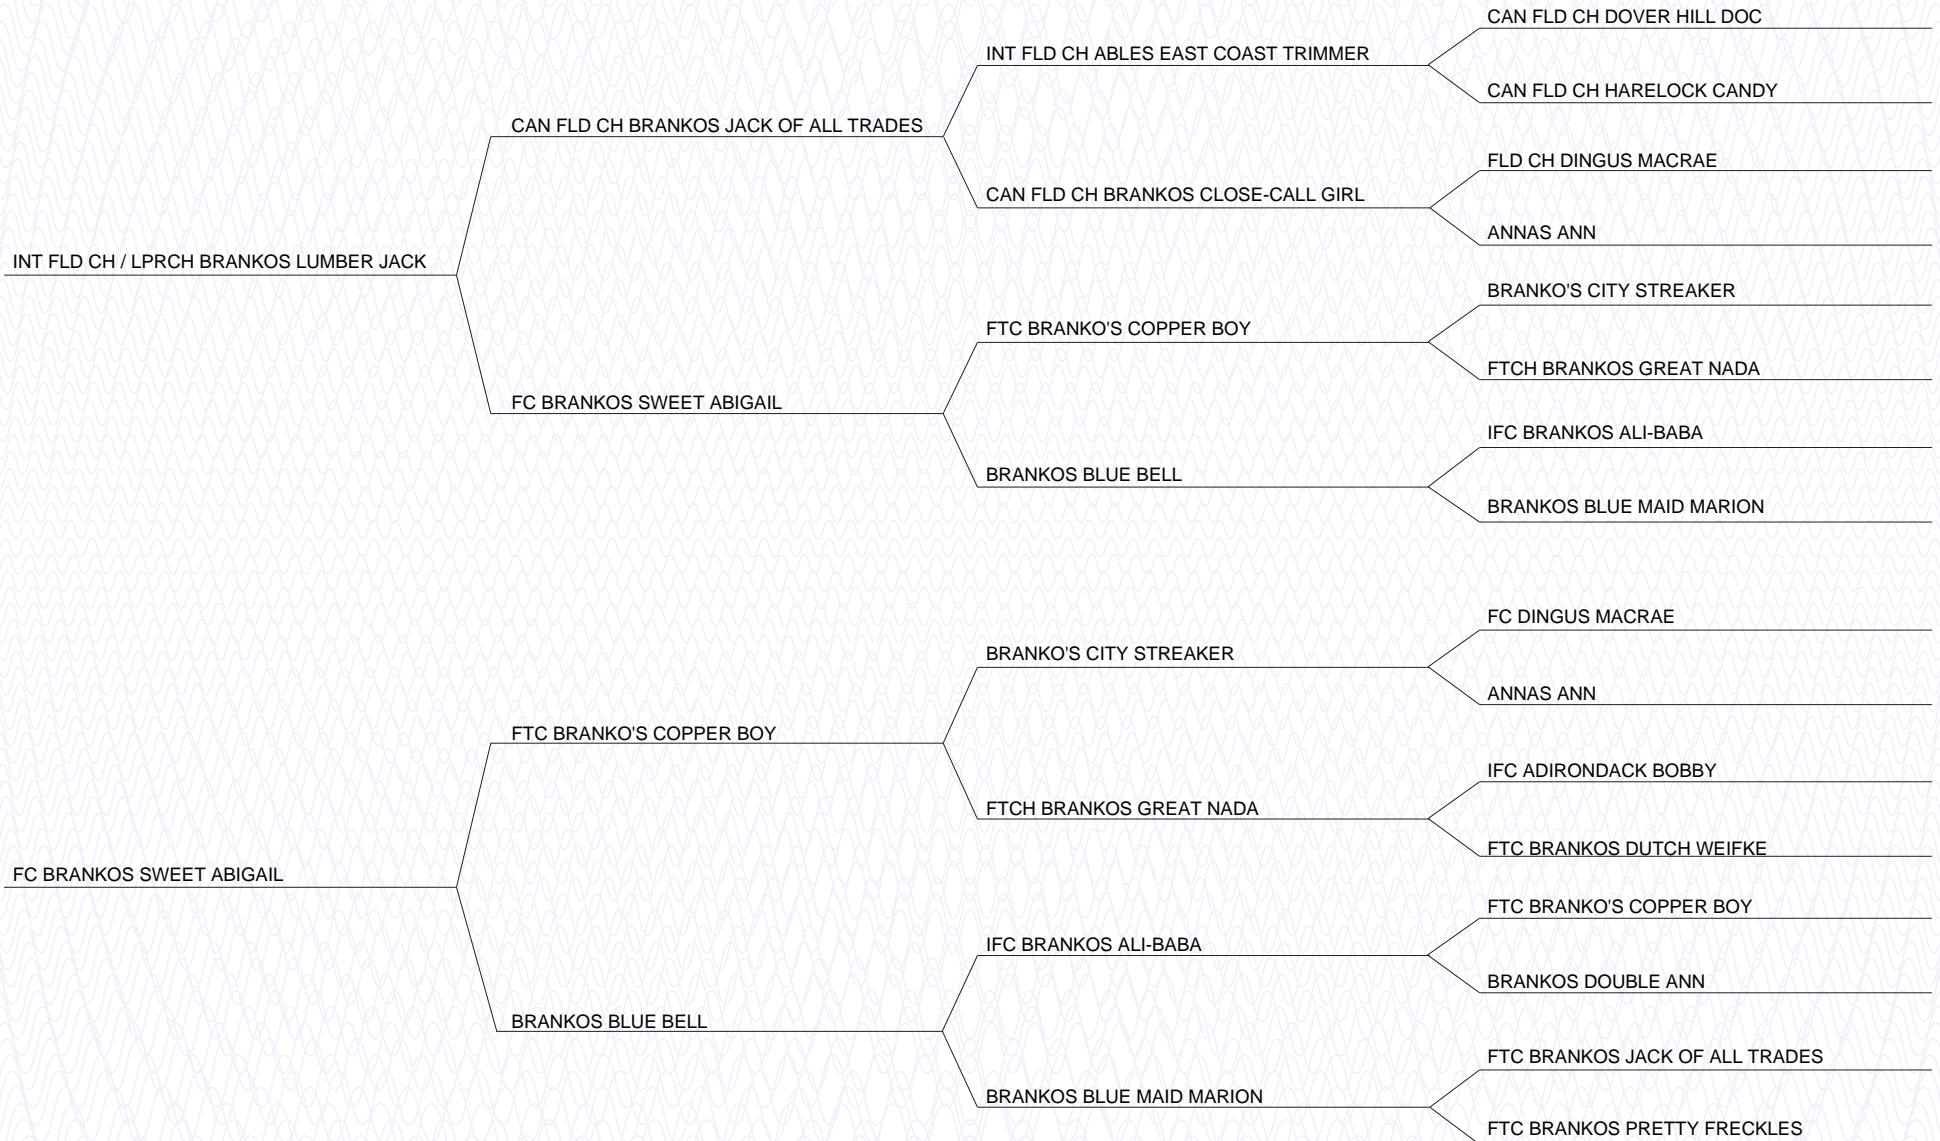 CAN FLD CH DOVER HILL DOC
INT FLD CH ABLES EAST COAST TRIMMER
CAN FLD CH HARELOCK CANDY
CAN FLD CH BRANKOS JACK OF ALL TRADES
FLD CH DINGUS MACRAE
CAN FLD CH BRANKOS CLOSE-CALL GIRL
ANNAS ANN
INT FLD CH / LPRCH BRANKOS LUMBER JACK
BRANKO'S CITY STREAKER
FTC BRANKO'S COPPER BOY
FTCH BRANKOS GREAT NADA
FC BRANKOS SWEET ABIGAIL
IFC BRANKOS ALI-BABA
BRANKOS BLUE BELL
BRANKOS BLUE MAID MARION
FC DINGUS MACRAE
BRANKO'S CITY STREAKER
ANNAS ANN
FTC BRANKO'S COPPER BOY
IFC ADIRONDACK BOBBY
FTCH BRANKOS GREAT NADA
FTC BRANKOS DUTCH WEIFKE
FC BRANKOS SWEET ABIGAIL
FTC BRANKO'S COPPER BOY
IFC BRANKOS ALI-BABA
BRANKOS DOUBLE ANN
BRANKOS BLUE BELL
FTC BRANKOS JACK OF ALL TRADES
BRANKOS BLUE MAID MARION
FTC BRANKOS PRETTY FRECKLES